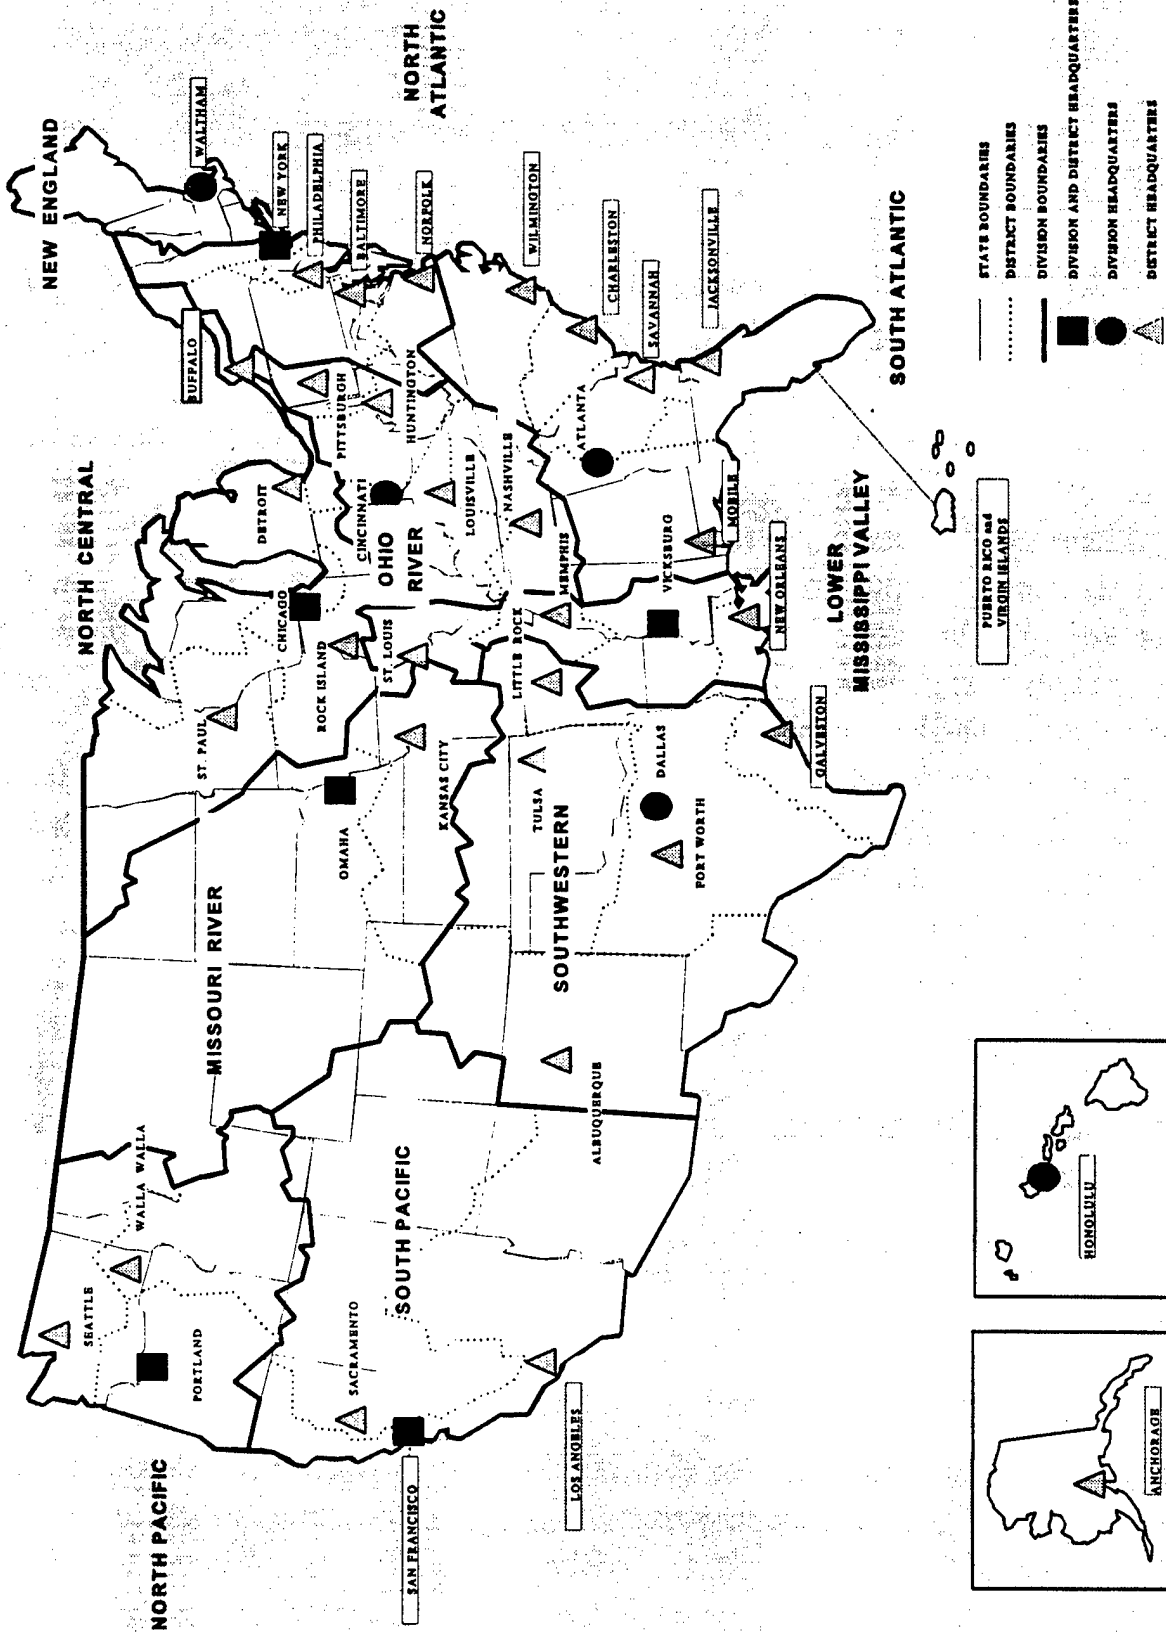 NORTH PACIFIC
SEATTLE
WALLA WALLA
PORTLAND
MISSOURI RIVER
OMAHA
KANSAS CITY
NORTH CENTRAL
ST. PAUL
CHICAGO
ROCK ISLAND
DETROIT
BUFFALO
NEW ENGLAND
WALTHAM
NORTH
ATLANTIC
NEW YORK
PHILADELPHIA
BALTIMORE
NORFOLK
OHIO
RIVER
PITTSBURGH
HUNTINGTON
CINCINNATI
LOUISVILLE
NASHVILLE
SOUTH PACIFIC
SACRAMENTO
SAN FRANCISCO
LOS ANGELES
SOUTHWESTERN
ALBUQUERQUE
TULSA
LITTLE ROCK
DALLAS
FORT WORTH
GALVESTON
LOWER
MISSISSIPPI VALLEY
ST. LOUIS
MEMPHIS
VICKSBURG
NEW ORLEANS
SOUTH ATLANTIC
WILMINGTON
CHARLESTON
SAVANNAH
JACKSONVILLE
ATLANTA
MOBILE
PUERTO RICO and
VIRGIN ISLANDS
HONOLULU
ANCHORAGE
STATE BOUNDARIES
DISTRICT BOUNDARIES
DIVISION BOUNDARIES
DIVISION AND DISTRICT HEADQUARTERS
DIVISION HEADQUARTERS
DISTRICT HEADQUARTERS